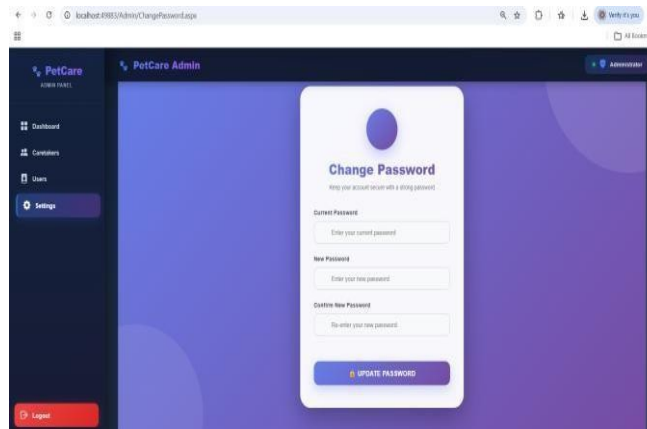 localhost:49883/Admin/ChangePassword.aspx
Verify it's you
PetCare
ADMIN PANEL
Dashboard
Caretakers
Users
Settings
Logout
PetCare Admin
Administrator
Change Password
Keep your account secure with a strong password
Current Password
Enter your current password
New Password
Enter your new password
Confirm New Password
Re-enter your new password
UPDATE PASSWORD